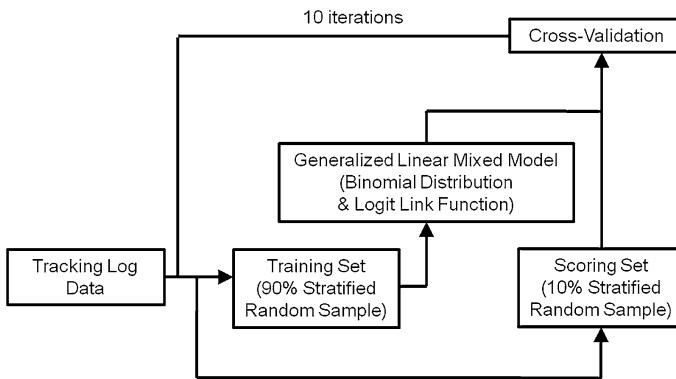 10 iterations
Cross-Validation
Generalized Linear Mixed Model
(Binomial Distribution
& Logit Link Function)
Tracking Log
Data
Training Set
(90% Stratified
Random Sample)
Scoring Set
(10% Stratified
Random Sample)